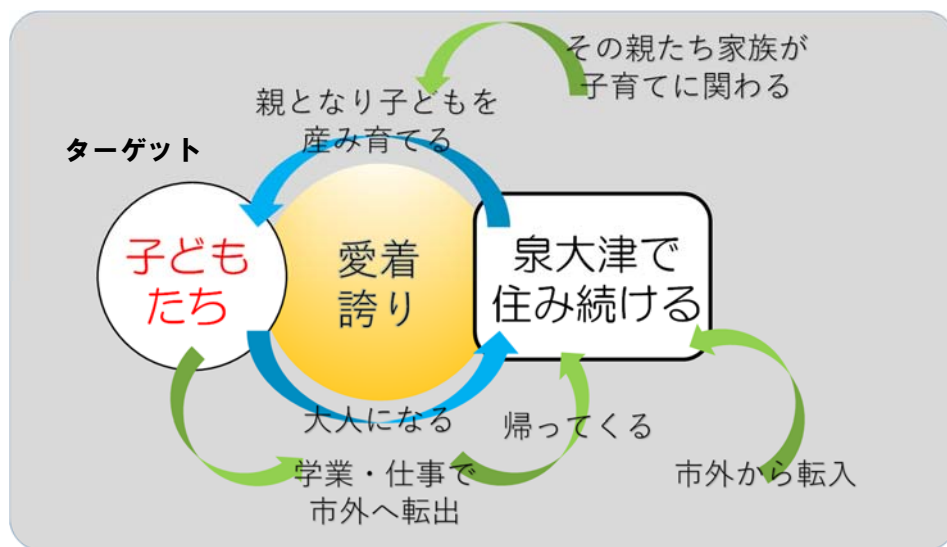 その親たち家族が
子育てに関わる
親となり子どもを
産み育てる
ターゲット
子ども
たち
愛着
誇り
泉大津で
住み続ける
大人になる
帰ってくる
学業・仕事で
市外へ転出
市外から転入